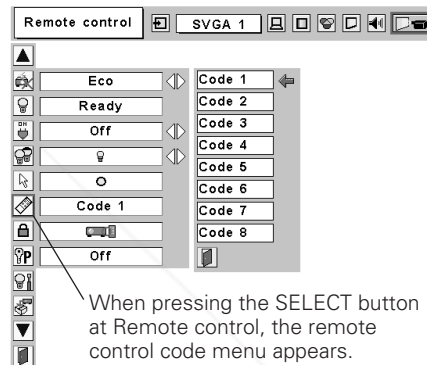 Remote control
SVGA 1
Eco
Ready
ON
Off
Code 1
P
Off
Code 1
Code 2
Code 3
Code 4
Code 5
Code 6
Code 7
Code 8
When pressing the SELECT button
at Remote control, the remote
control code menu appears.